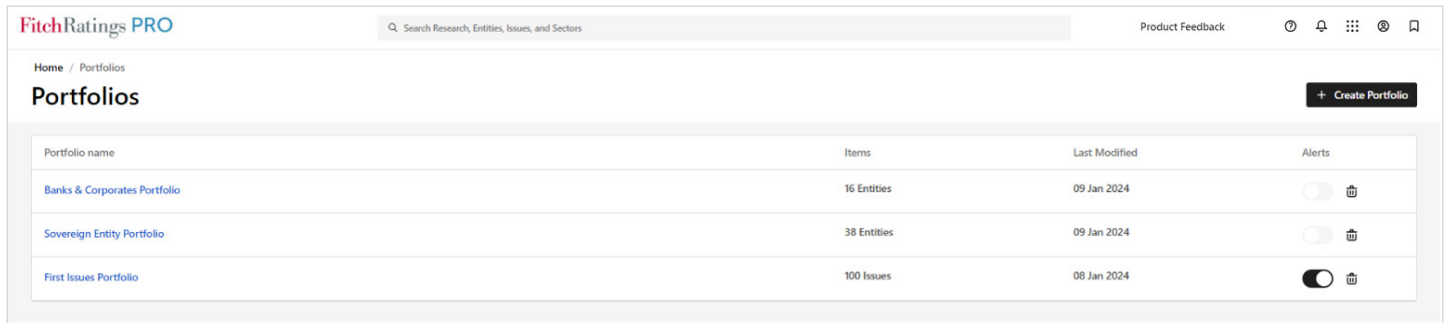 FitchRatings PRO
Search Research, Entities, Issues, and Sectors
Product Feedback
Home / Portfolios
Portfolios
+ Create Portfolio
Portfolio name Items Last Modified Alerts
Banks & Corporates Portfolio 16 Entities 09 Jan 2024
Sovereign Entity Portfolio 38 Entities 09 Jan 2024
First Issues Portfolio 100 Issues 08 Jan 2024